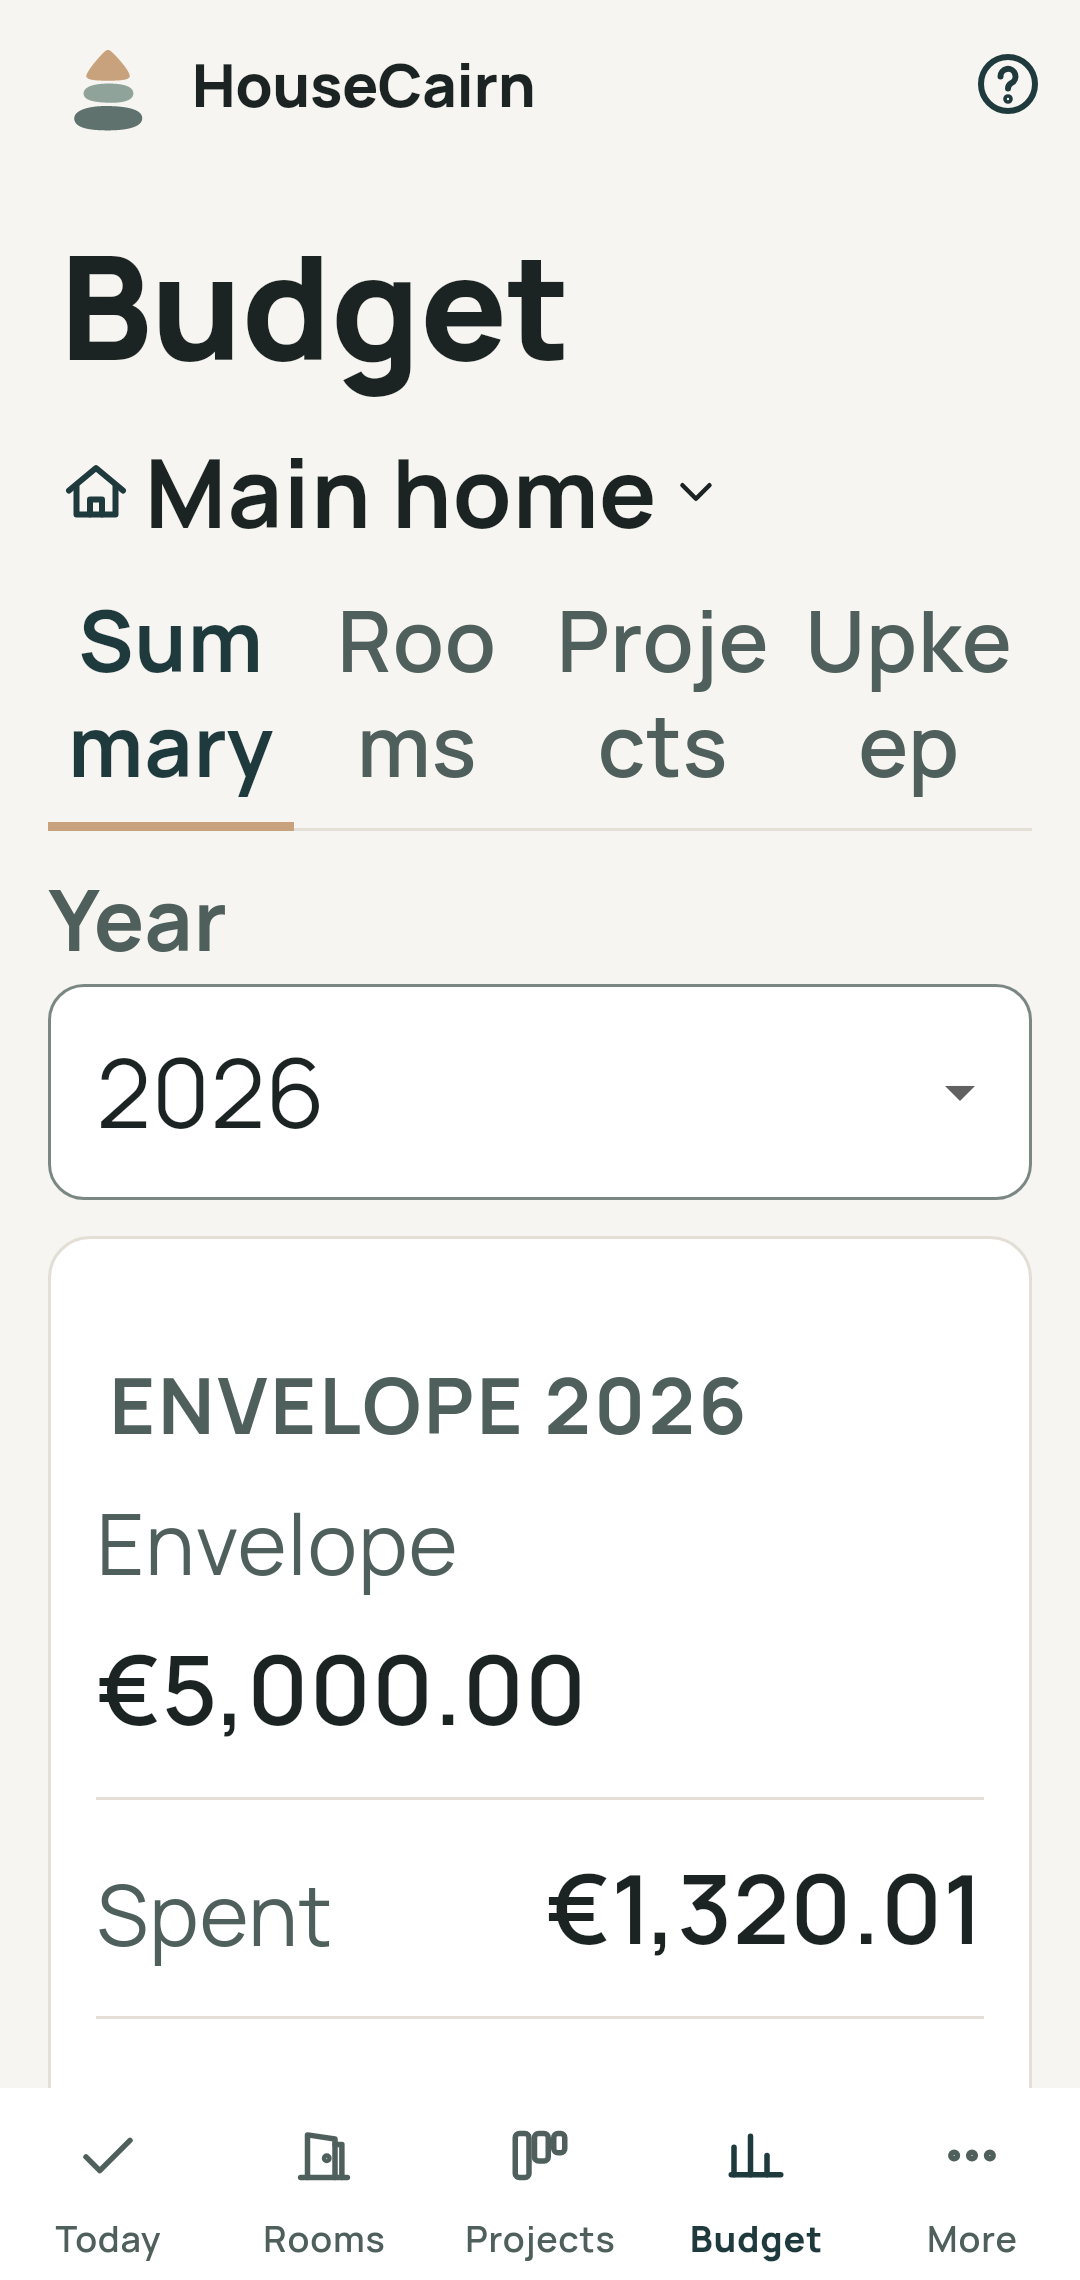 HouseCairn
Budget
Main home
Sum Roo Proje Upke
mary ms cts ep
Year
2026
ENVELOPE 2026
Envelope
€5,000.00
Spent €1,320.01
Today Rooms Projects Budget More